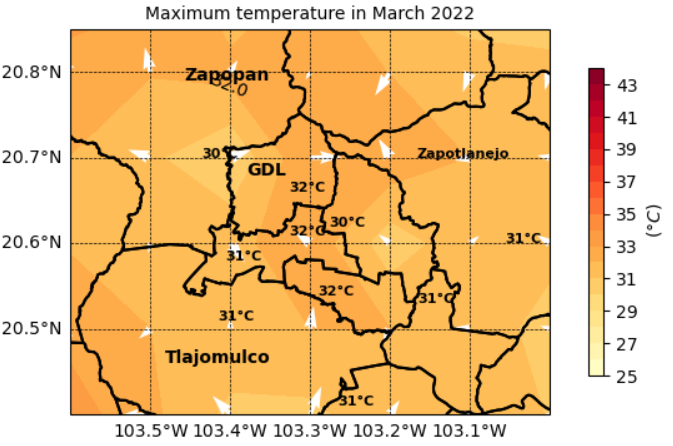 Maximum temperature in March 2022
20.8°N
20.7°N
20.6°N
20.5°N
Zapopan
32.0
30°
GDL
Zapotlanejo
32°C
32°C
30°C
31°C
31°C
32°C
31°C
31°C
Tlajomulco
31°C
103.5°W 103.4°W 103.3°W 103.2°W 103.1°W
43
41
39
37
35
33
31
29
27
25
(°C)